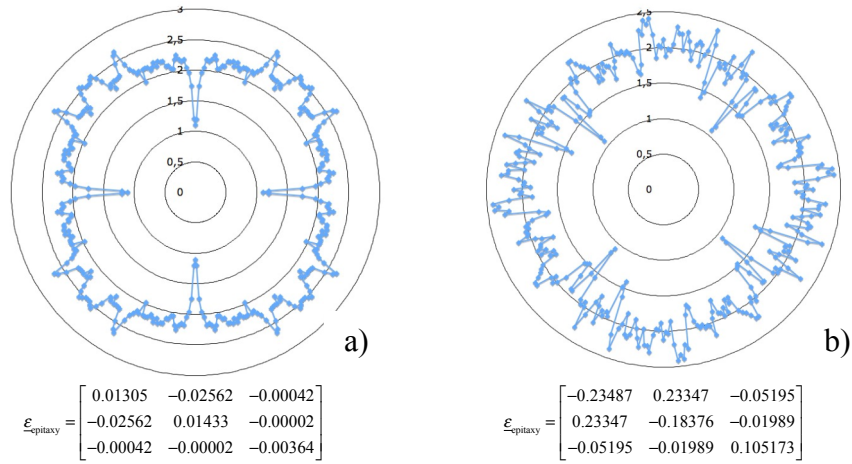 3
2,5
2
1,5
1
0,5
0
a)
2,5
2
1,5
1
0,5
0
b)
ε_epitaxy = [ 0.01305 −0.02562 −0.00042
−0.02562 0.01433 −0.00002
−0.00042 −0.00002 −0.00364 ]
ε_epitaxy = [ −0.23487 0.23347 −0.05195
0.23347 −0.18376 −0.01989
−0.05195 −0.01989 0.105173 ]